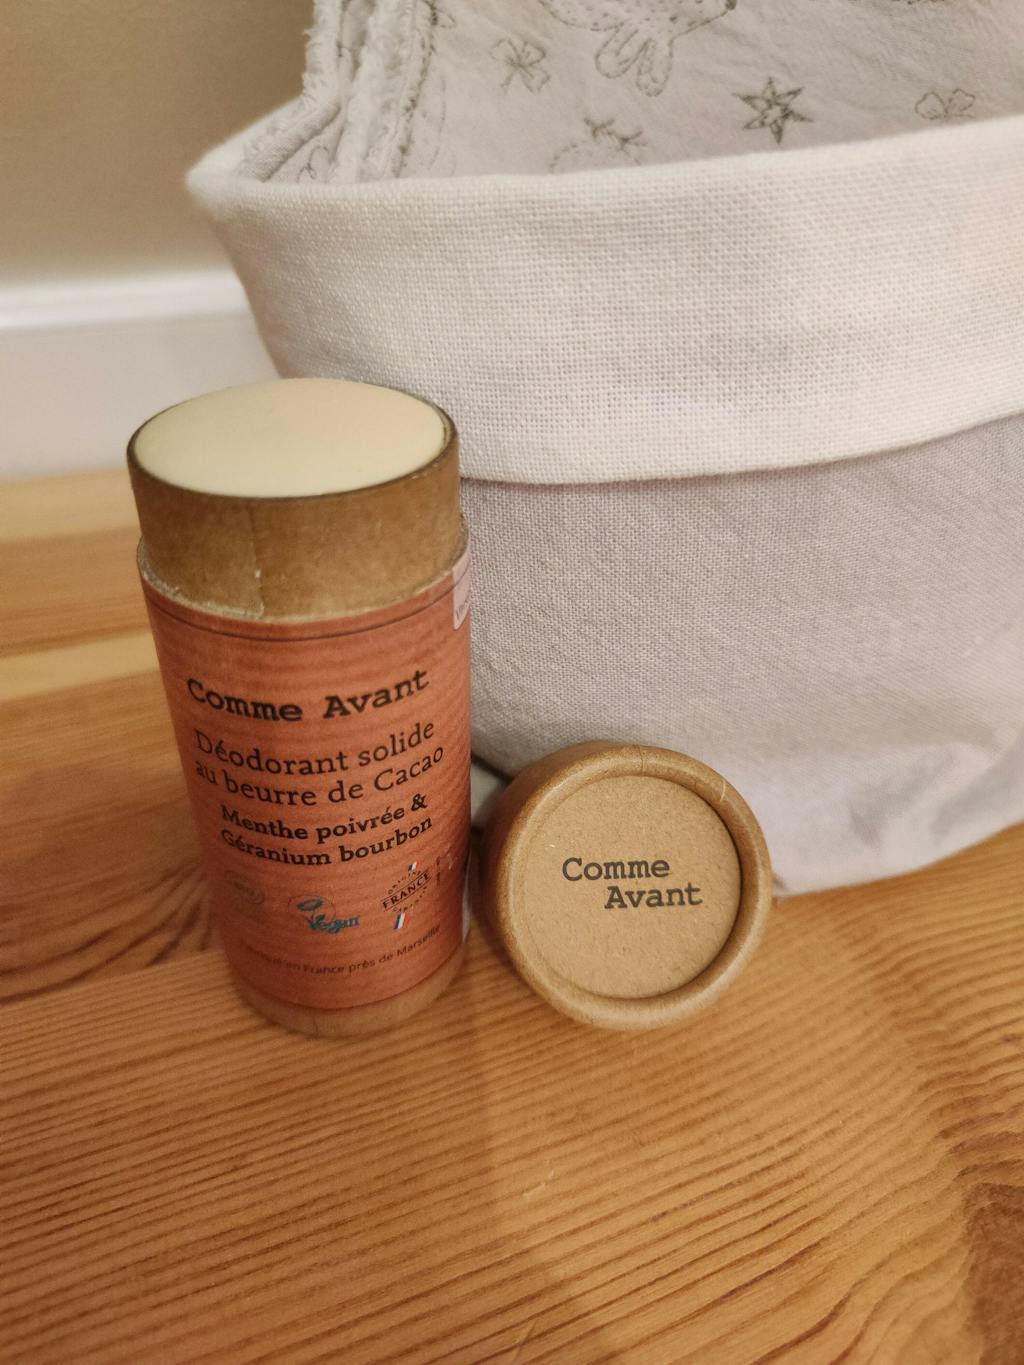 Comme Avant
Déodorant solide
au beurre de Cacao
Menthe poivrée &
Géranium bourbon
Vegan
ORIGINE
FRANCE
en France près de Marseille
Comme
Avant